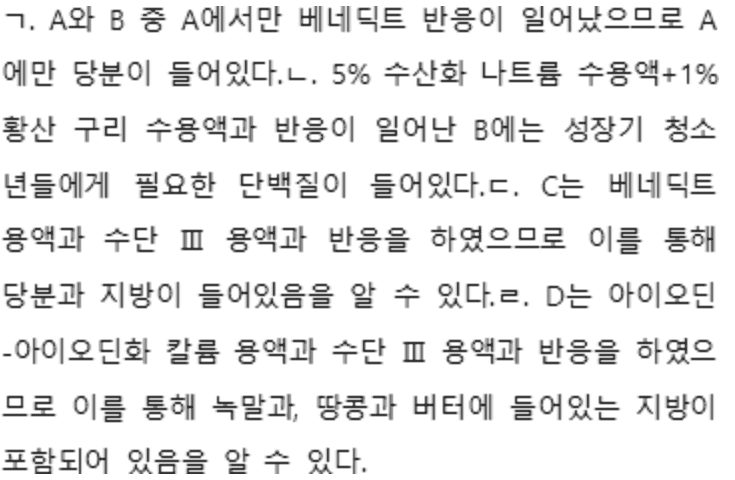 ㄱ. A와 B 중 A에서만 베네딕트 반응이 일어났으므로 A
에만 당분이 들어있다.ㄴ. 5% 수산화 나트륨 수용액+1%
황산 구리 수용액과 반응이 일어난 B에는 성장기 청소
년들에게 필요한 단백질이 들어있다.ㄷ. C는 베네딕트
용액과 수단 Ⅲ 용액과 반응을 하였으므로 이를 통해
당분과 지방이 들어있음을 알 수 있다.ㄹ. D는 아이오딘
-아이오딘화 칼륨 용액과 수단 Ⅲ 용액과 반응을 하였으
므로 이를 통해 녹말과, 땅콩과 버터에 들어있는 지방이
포함되어 있음을 알 수 있다.